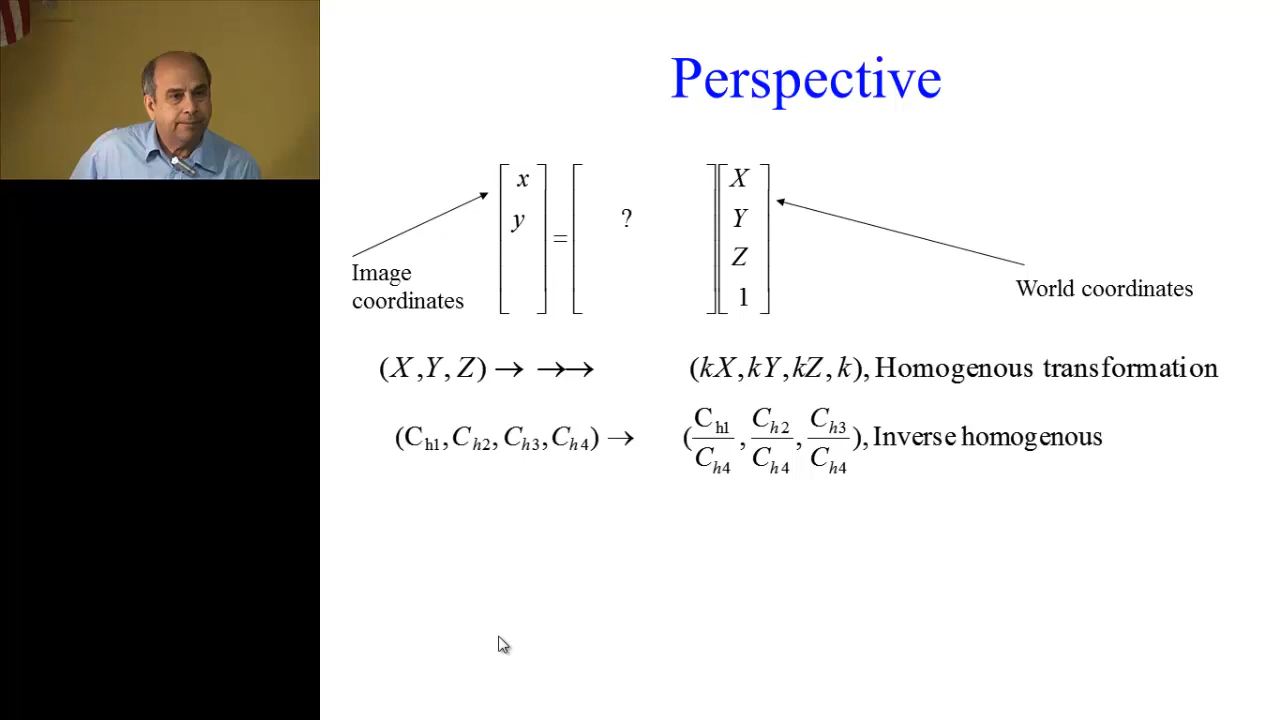 Perspective
[x y] = [ ? ] [X Y Z 1]
Image
coordinates
World coordinates
(X,Y,Z) → →→ (kX,kY,kZ,k), Homogenous transformation
(C_h1,C_h2,C_h3,C_h4) → (C_h1/C_h4, C_h2/C_h4, C_h3/C_h4), Inverse homogenous